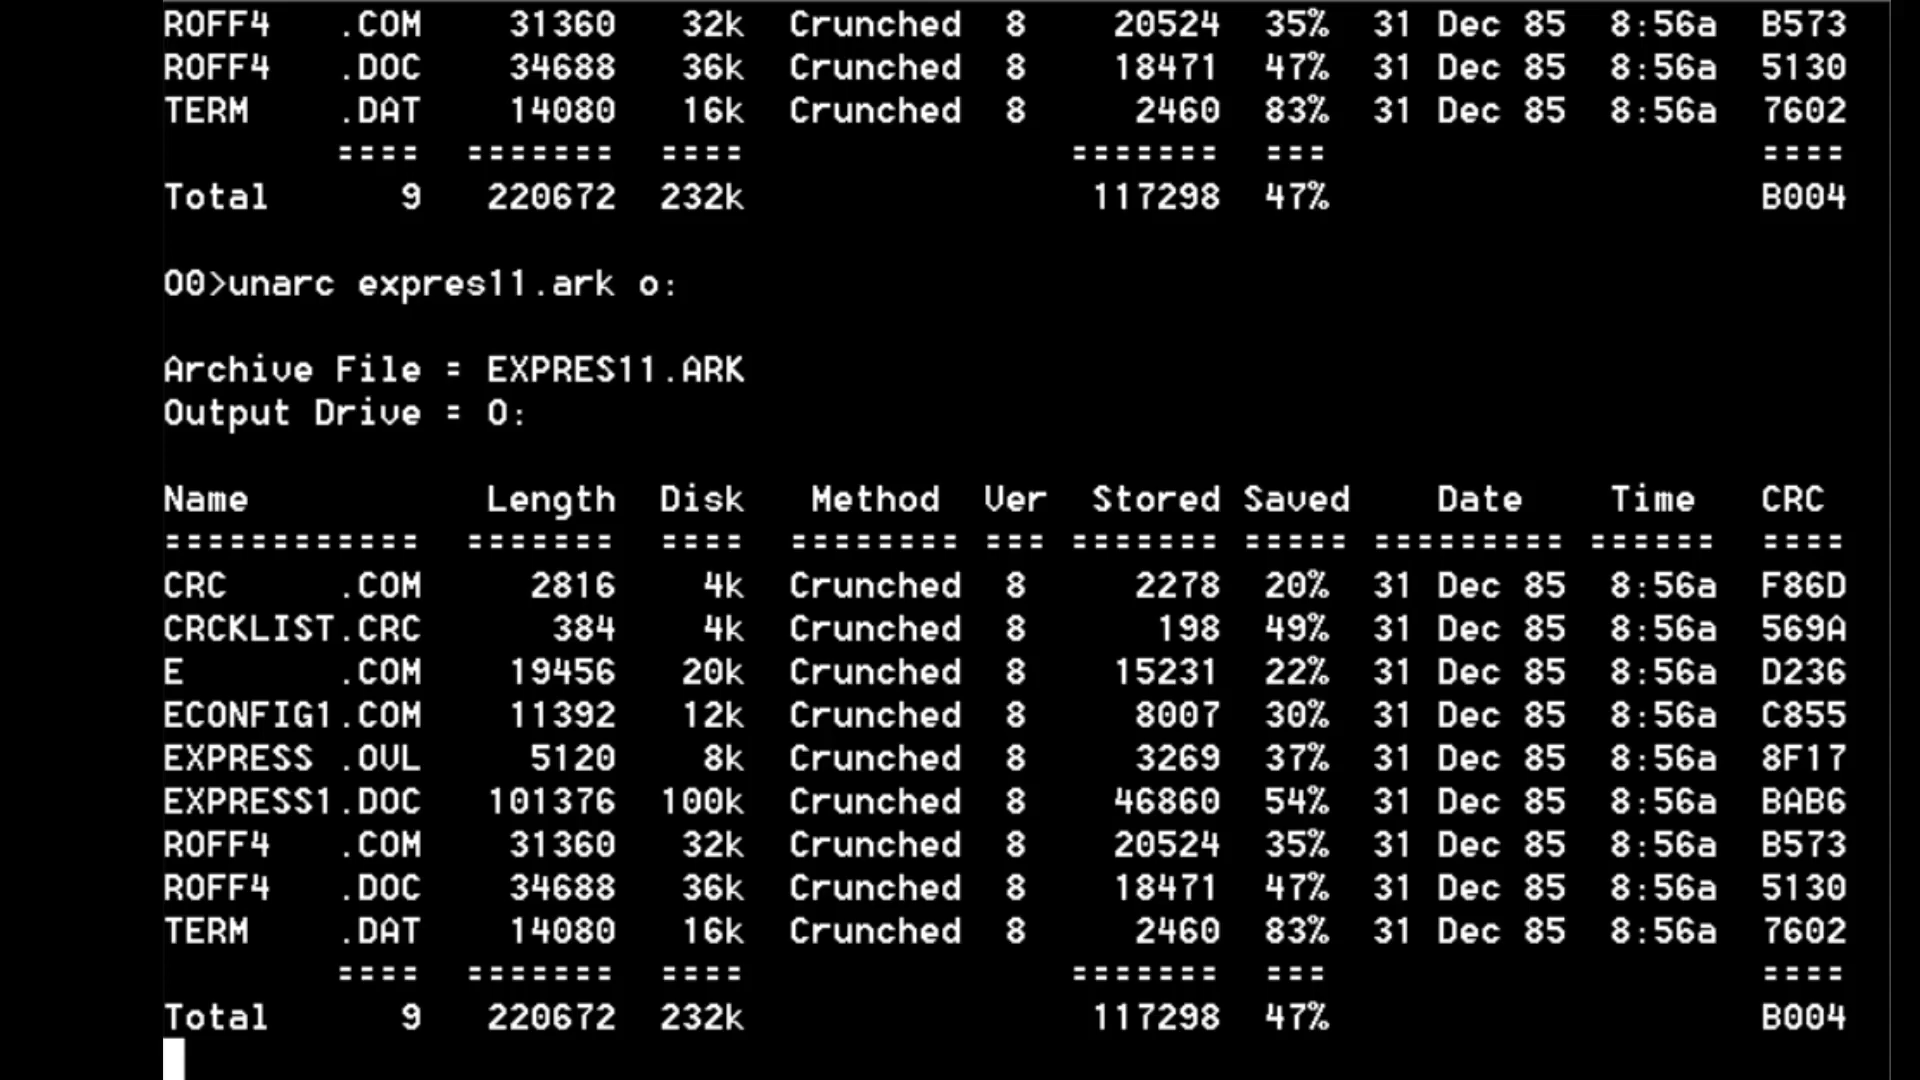 ROFF4   .COM    31360   32k  Crunched  8    20524  35%  31 Dec 85  8:56a  B573
ROFF4   .DOC    34688   36k  Crunched  8    18471  47%  31 Dec 85  8:56a  5130
TERM    .DAT    14080   16k  Crunched  8     2460  83%  31 Dec 85  8:56a  7602
        ====  =======  ====               =======  ===                    ====
Total      9   220672  232k                117298  47%                    B004
O0>unarc expres11.ark o:
Archive File = EXPRES11.ARK
Output Drive = O:
Name           Length  Disk   Method  Ver  Stored Saved    Date    Time   CRC
============  =======  ====  ======== === ======= ===== ========= ======  ====
CRC     .COM     2816    4k  Crunched  8     2278  20%  31 Dec 85  8:56a  F86D
CRCKLIST.CRC      384    4k  Crunched  8      198  49%  31 Dec 85  8:56a  569A
E       .COM    19456   20k  Crunched  8    15231  22%  31 Dec 85  8:56a  D236
ECONFIG1.COM    11392   12k  Crunched  8     8007  30%  31 Dec 85  8:56a  C855
EXPRESS .OVL     5120    8k  Crunched  8     3269  37%  31 Dec 85  8:56a  8F17
EXPRESS1.DOC   101376  100k  Crunched  8    46860  54%  31 Dec 85  8:56a  BAB6
ROFF4   .COM    31360   32k  Crunched  8    20524  35%  31 Dec 85  8:56a  B573
ROFF4   .DOC    34688   36k  Crunched  8    18471  47%  31 Dec 85  8:56a  5130
TERM    .DAT    14080   16k  Crunched  8     2460  83%  31 Dec 85  8:56a  7602
        ====  =======  ====               =======  ===                    ====
Total      9   220672  232k                117298  47%                    B004